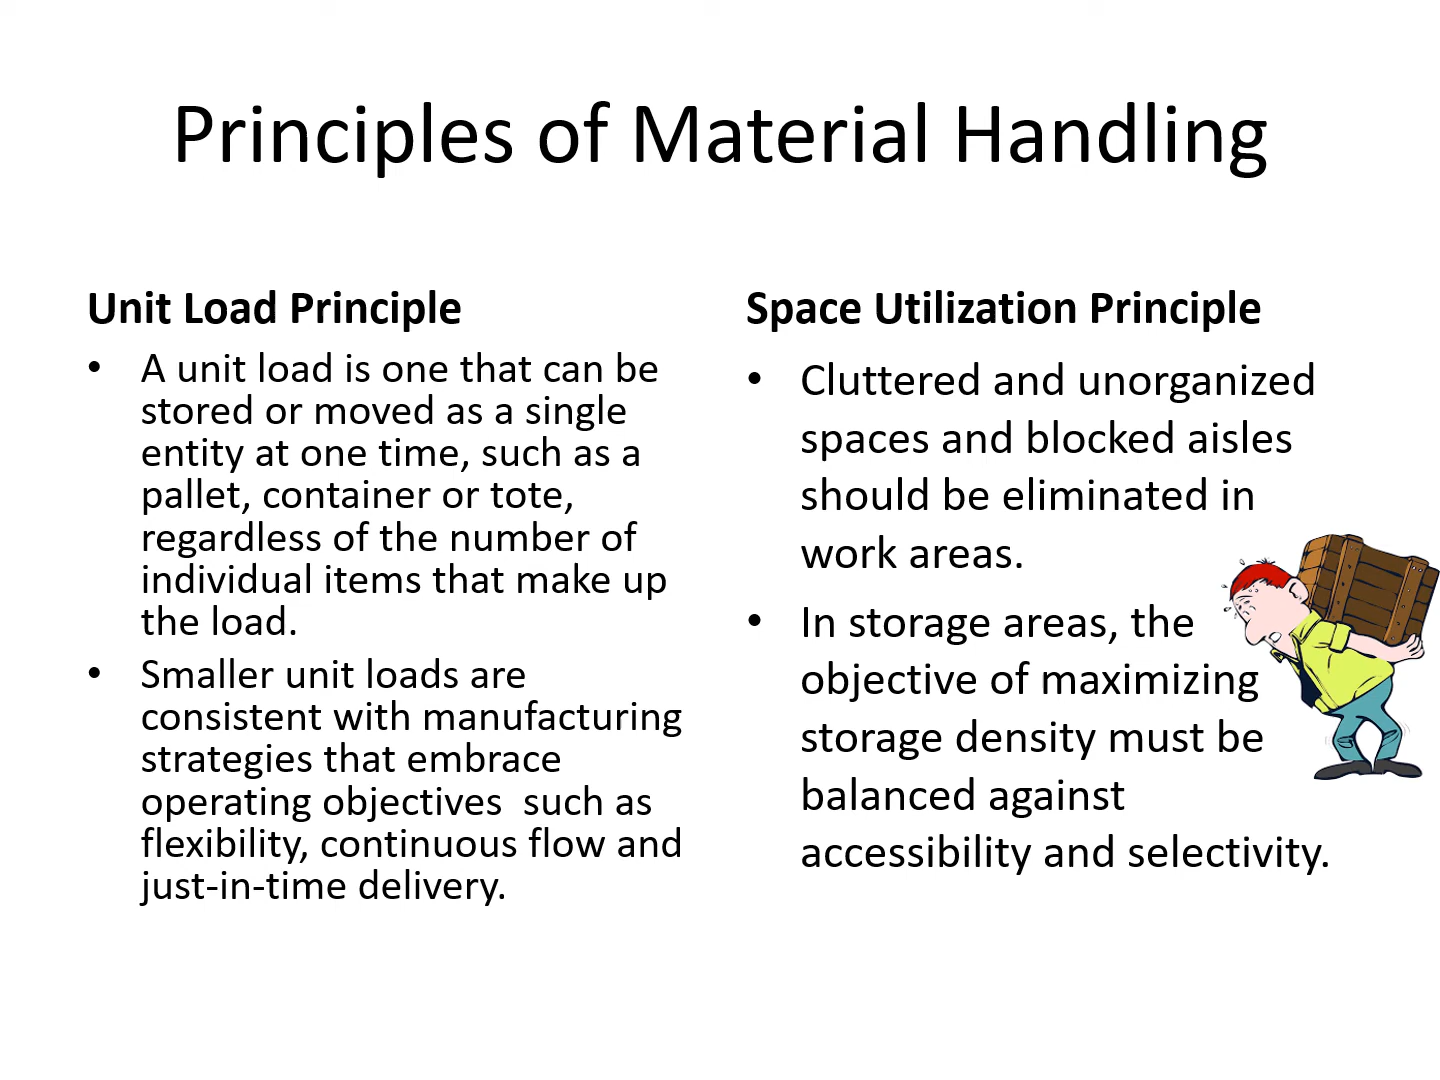 Principles of Material Handling
Unit Load Principle
• A unit load is one that can be
stored or moved as a single
entity at one time, such as a
pallet, container or tote,
regardless of the number of
individual items that make up
the load.
• Smaller unit loads are
consistent with manufacturing
strategies that embrace
operating objectives  such as
flexibility, continuous flow and
just-in-time delivery.
Space Utilization Principle
• Cluttered and unorganized
spaces and blocked aisles
should be eliminated in
work areas.
• In storage areas, the
objective of maximizing
storage density must be
balanced against
accessibility and selectivity.